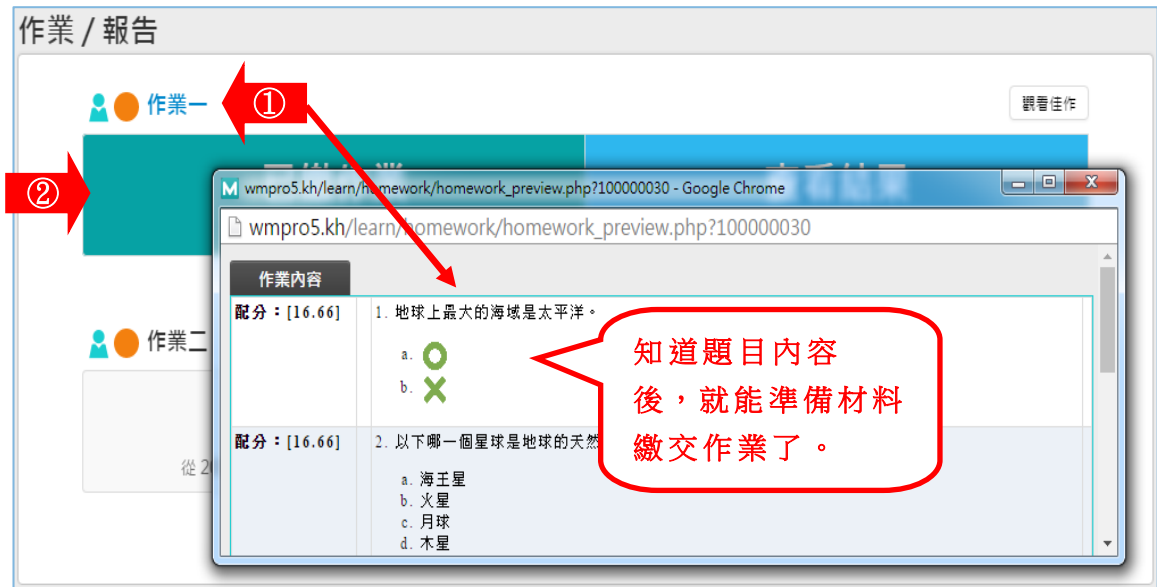 作業 / 報告
作業一
①
觀看佳作
②
wmpro5.kh/learn/homework/homework_preview.php?100000030 - Google Chrome
wmpro5.kh/learn/homework/homework_preview.php?100000030
作業內容
配分：[16.66]
1. 地球上最大的海域是太平洋。
a.
b.
知道題目內容
後，就能準備材料
繳交作業了。
作業二
配分：[16.66]
2. 以下哪一個星球是地球的天然
a. 海王星
b. 火星
c. 月球
d. 木星
從 2